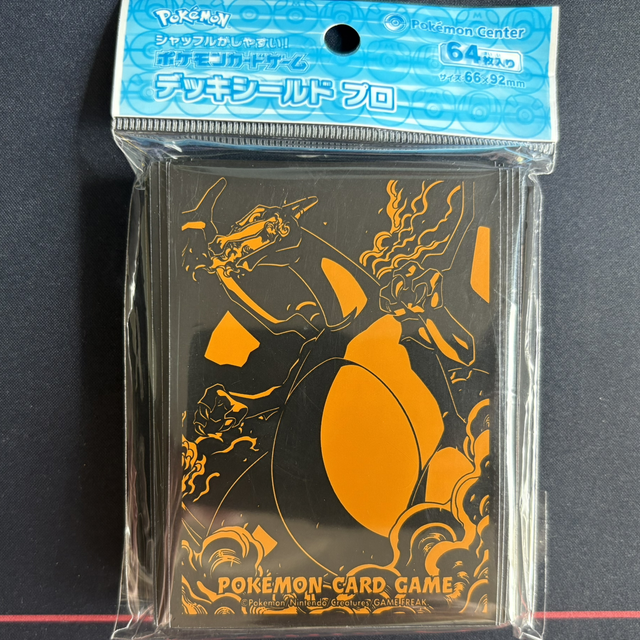 POKÉMON
Pokémon Center
シャッフルがしやすい!
ポケモンカードゲーム
デッキシールド プロ
64枚入り
サイズ:66×92mm
POKÉMON CARD GAME
©Pokémon/Nintendo/Creatures/GAME FREAK